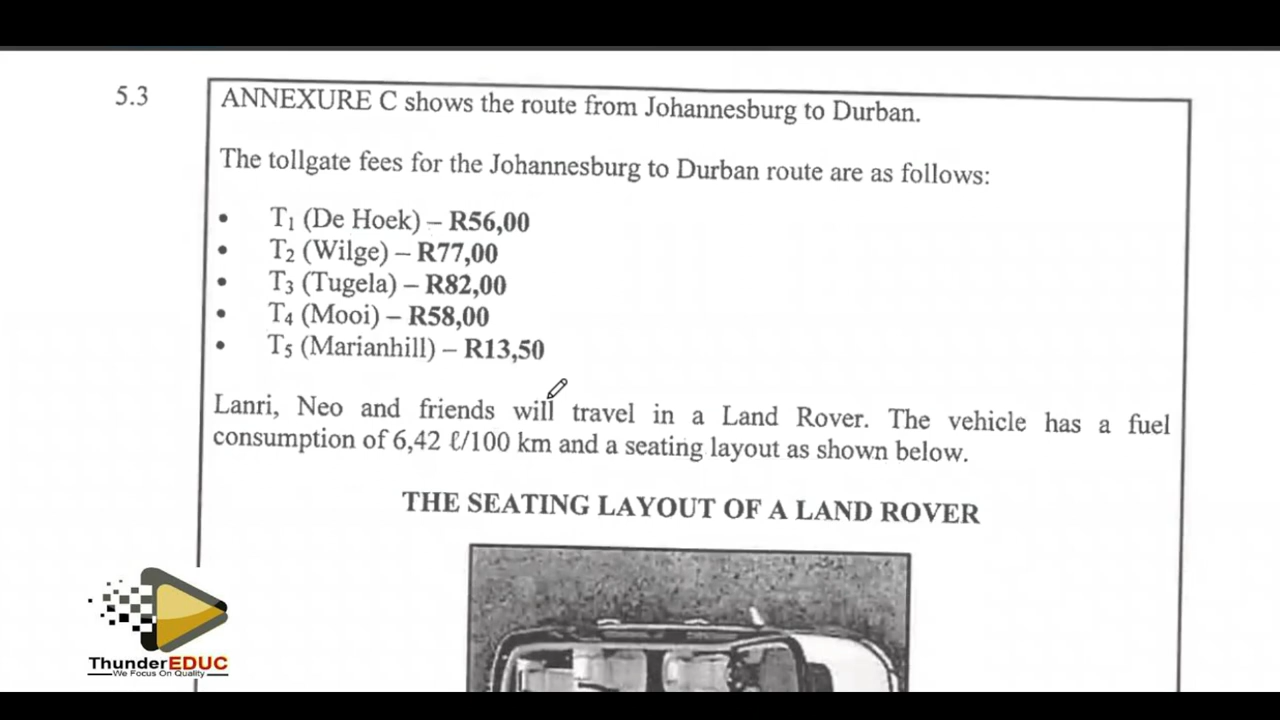 5.3
ANNEXURE C shows the route from Johannesburg to Durban.
The tollgate fees for the Johannesburg to Durban route are as follows:
• T₁ (De Hoek) – R56,00
• T₂ (Wilge) – R77,00
• T₃ (Tugela) – R82,00
• T₄ (Mooi) – R58,00
• T₅ (Marianhill) – R13,50
Lanri, Neo and friends will travel in a Land Rover. The vehicle has a fuel
consumption of 6,42 ℓ/100 km and a seating layout as shown below.
THE SEATING LAYOUT OF A LAND ROVER
ThunderEDUC
We Focus On Quality